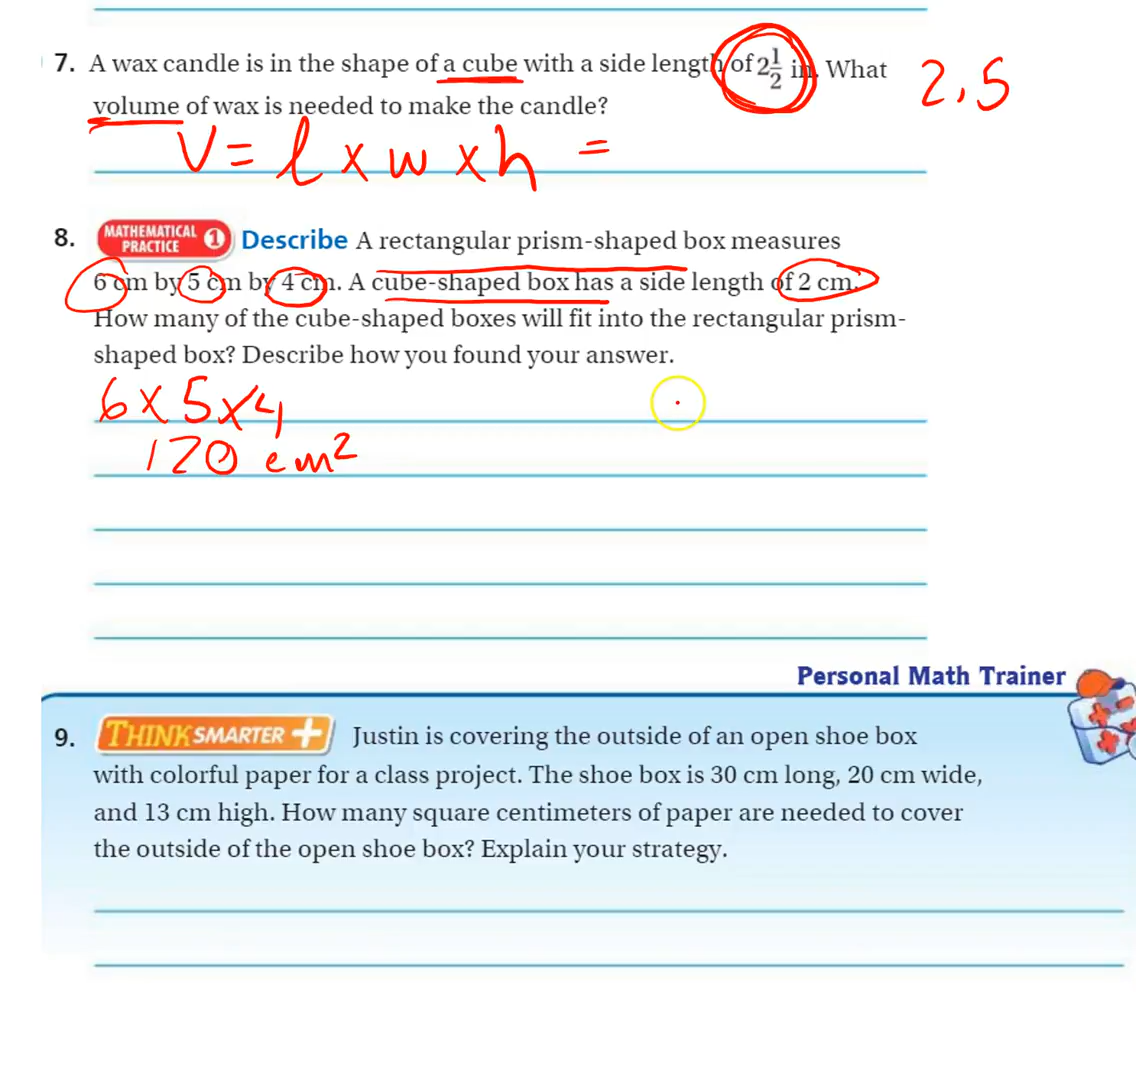 7. A wax candle is in the shape of a cube with a side length of 2 1/2 in. What 2.5
volume of wax is needed to make the candle?
V = l x w x h =
8. MATHEMATICAL PRACTICE 1 Describe A rectangular prism-shaped box measures
6 cm by 5 cm by 4 cm. A cube-shaped box has a side length of 2 cm.
How many of the cube-shaped boxes will fit into the rectangular prism-
shaped box? Describe how you found your answer.
6 x 5 x 4
120 cm²
Personal Math Trainer
9. THINK SMARTER + Justin is covering the outside of an open shoe box
with colorful paper for a class project. The shoe box is 30 cm long, 20 cm wide,
and 13 cm high. How many square centimeters of paper are needed to cover
the outside of the open shoe box? Explain your strategy.